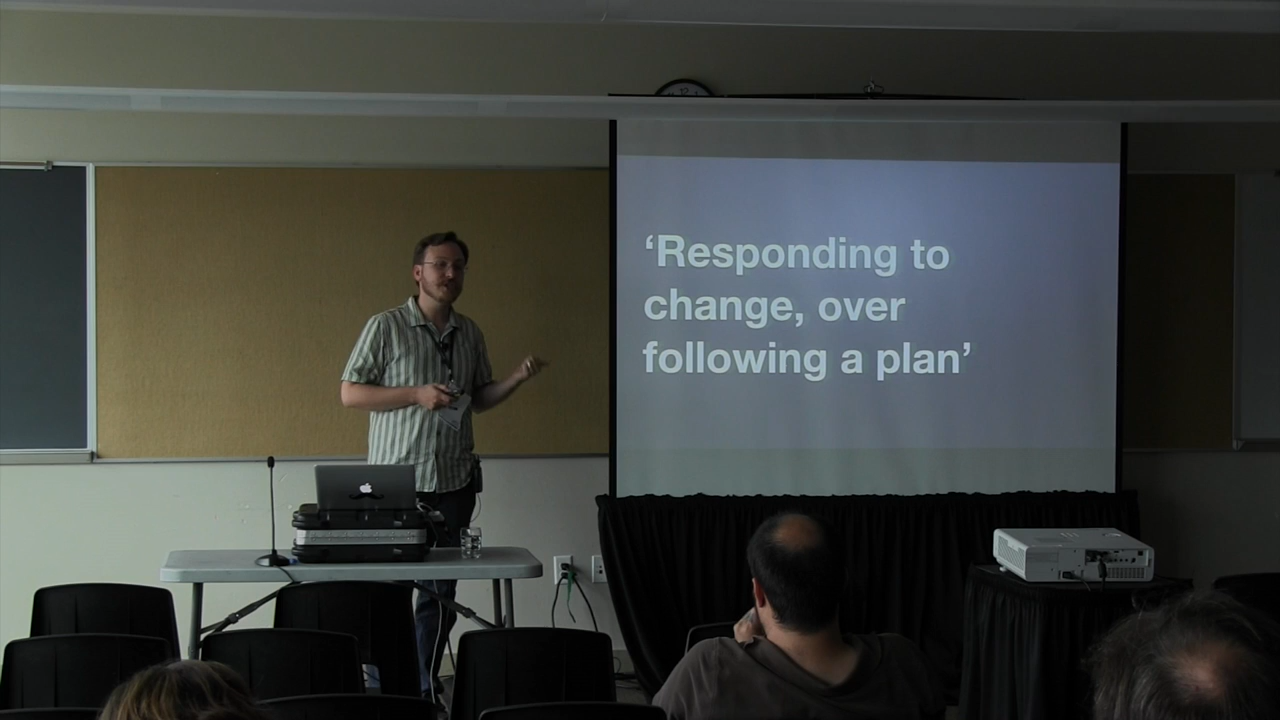 ‘Responding to
change, over
following a plan’